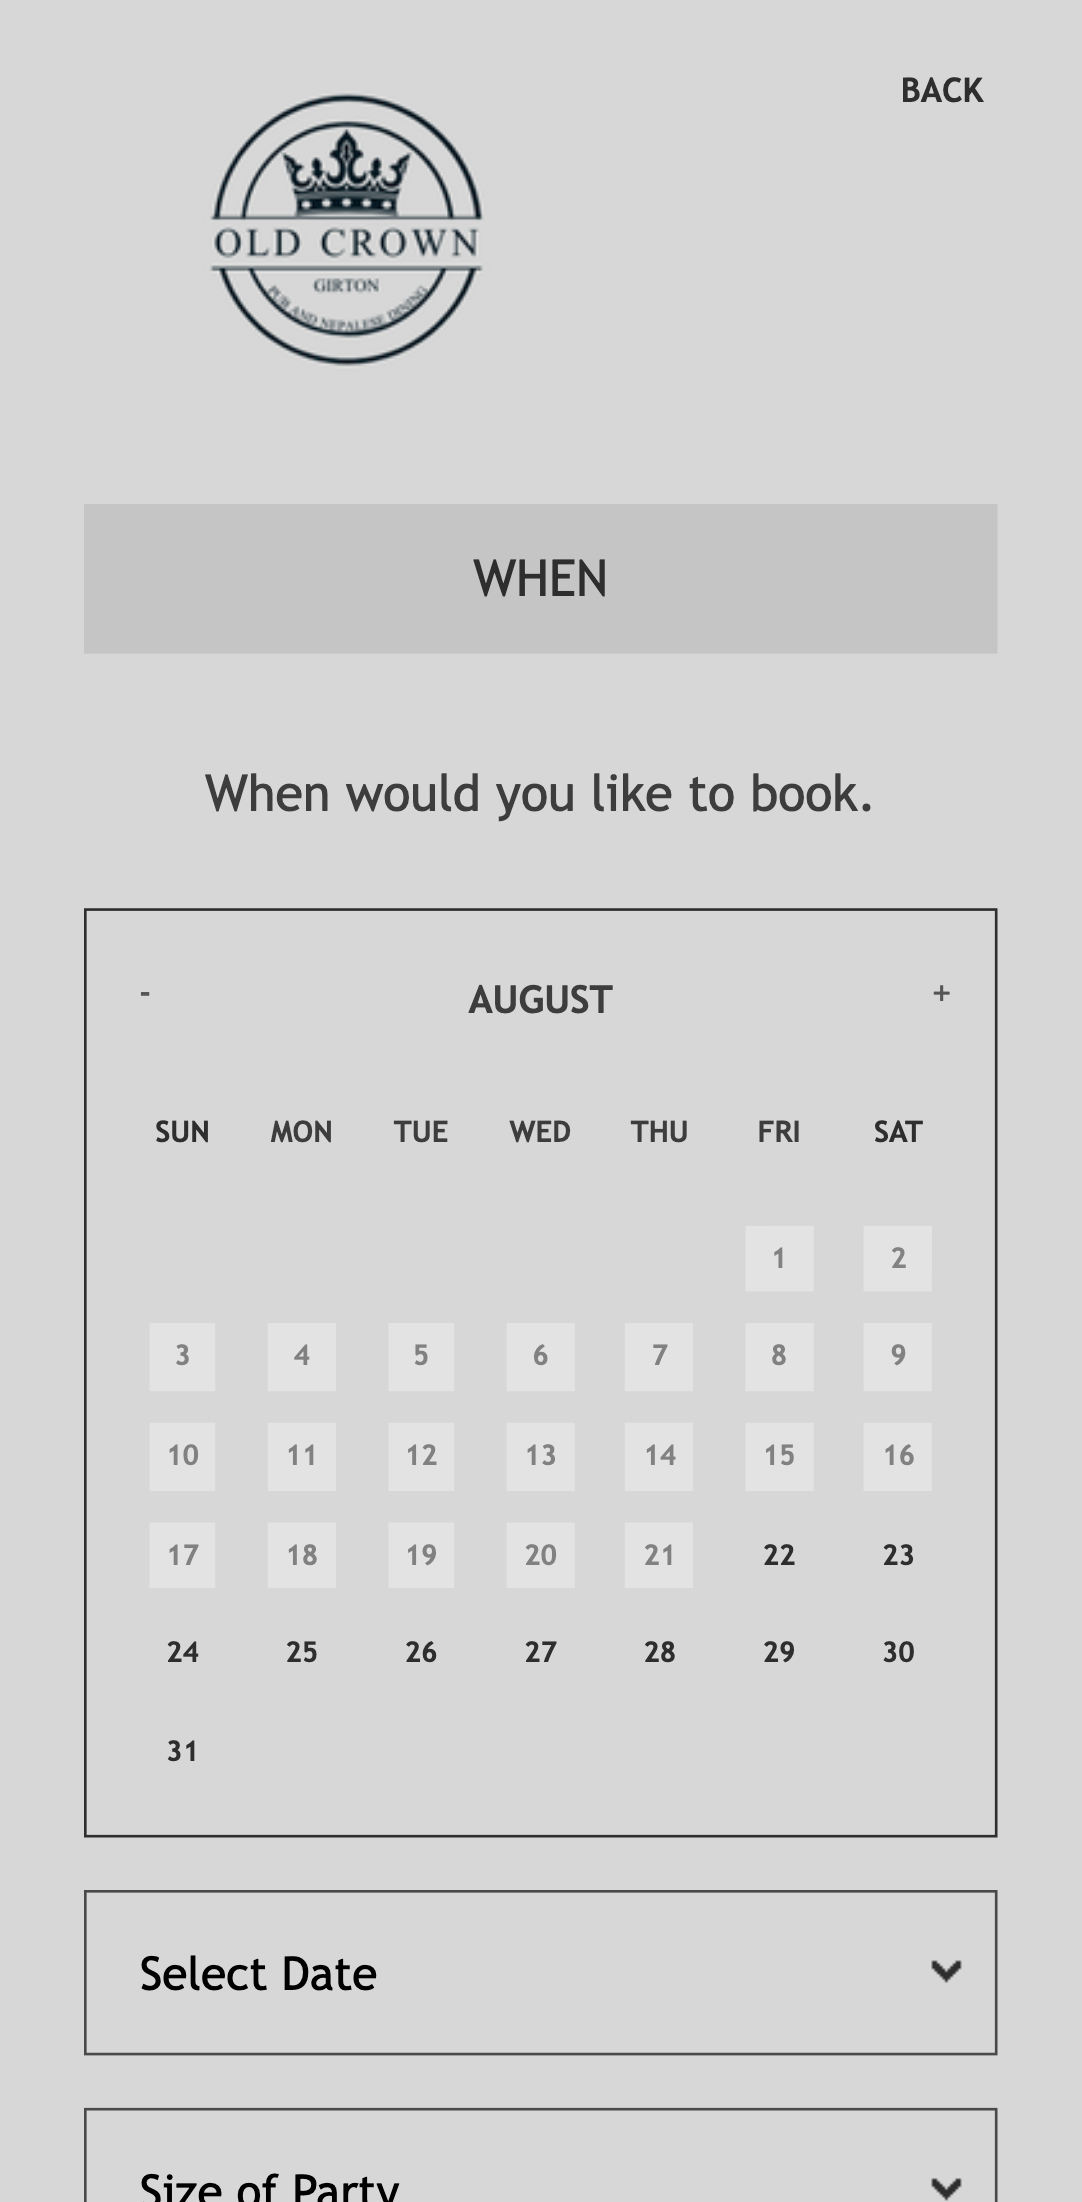 BACK
OLD CROWN
GIRTON
PUB AND NEPALESE DINING
WHEN
When would you like to book.
- AUGUST +
SUN MON TUE WED THU FRI SAT
1 2
3 4 5 6 7 8 9
10 11 12 13 14 15 16
17 18 19 20 21 22 23
24 25 26 27 28 29 30
31
Select Date
Size of Party